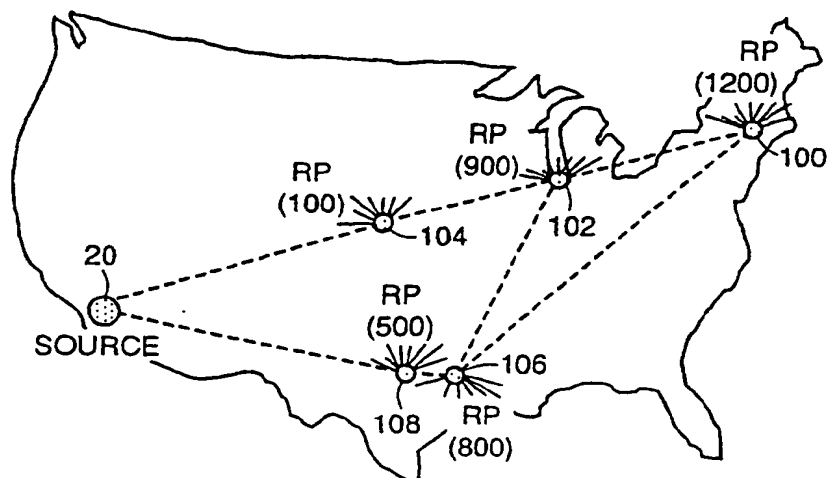 RP
(1200)
100
RP
(900)
102
RP
(100)
104
20
SOURCE
RP
(500)
108
106
RP
(800)